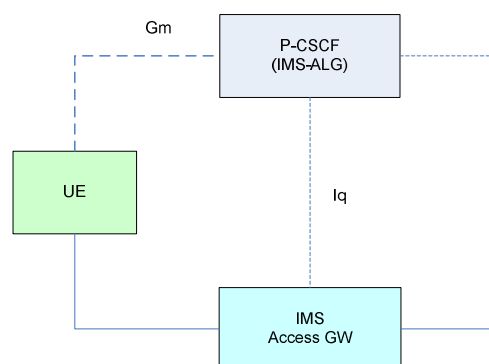 Gm
P-CSCF
(IMS-ALG)
UE
Iq
IMS
Access GW